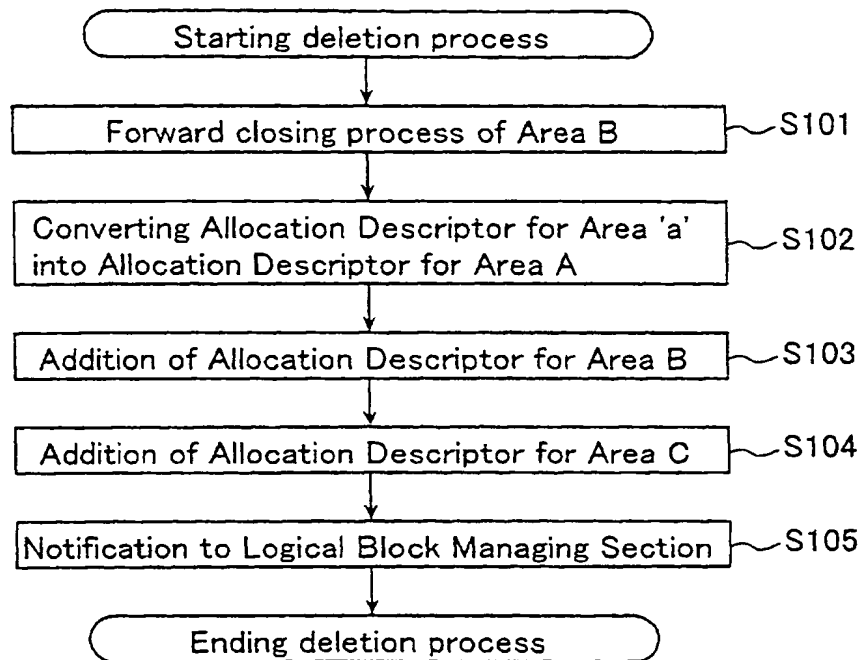 Starting deletion process
Forward closing process of Area B
S101
Converting Allocation Descriptor for Area 'a'
into Allocation Descriptor for Area A
S102
Addition of Allocation Descriptor for Area B
S103
Addition of Allocation Descriptor for Area C
S104
Notification to Logical Block Managing Section
S105
Ending deletion process